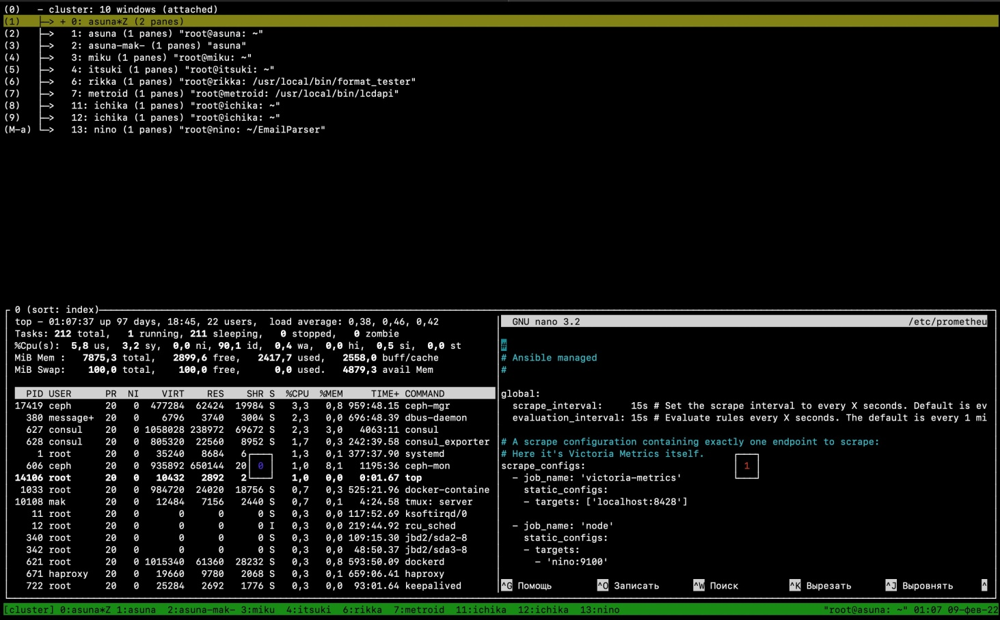 (0)   - cluster: 10 windows (attached)
(1)   ├─> + 0: asuna*Z (2 panes)
(2)   ├─>   1: asuna (1 panes) "root@asuna: ~"
(3)   ├─>   2: asuna-mak- (1 panes) "asuna"
(4)   ├─>   3: miku (1 panes) "root@miku: ~"
(5)   ├─>   4: itsuki (1 panes) "root@itsuki: ~"
(6)   ├─>   6: rikka (1 panes) "root@rikka: /usr/local/bin/format_tester"
(7)   ├─>   7: metroid (1 panes) "root@metroid: /usr/local/bin/lcdapi"
(8)   ├─>   11: ichika (1 panes) "root@ichika: ~"
(9)   ├─>   12: ichika (1 panes) "root@ichika: ~"
(M-a) └─>   13: nino (1 panes) "root@nino: ~/EmailParser"
0 (sort: index)
top - 01:07:37 up 97 days, 18:45, 22 users,  load average: 0,38, 0,46, 0,42
Tasks: 212 total,   1 running, 211 sleeping,   0 stopped,   0 zombie
%Cpu(s):  5,8 us,  3,2 sy,  0,0 ni, 90,1 id,  0,4 wa,  0,0 hi,  0,5 si,  0,0 st
MiB Mem :   7875,3 total,   2899,6 free,   2417,7 used,   2558,0 buff/cache
MiB Swap:    100,0 total,    100,0 free,      0,0 used.   4879,3 avail Mem
PID USER      PR  NI    VIRT    RES    SHR S  %CPU  %MEM     TIME+ COMMAND
17419 ceph      20   0  477284  62424  19984 S   3,3   0,8 959:48.15 ceph-mgr
380 message+  20   0    6796   3740   3004 S   2,3   0,0 696:48.39 dbus-daemon
627 consul    20   0 1058028 238972  69672 S   2,3   3,0   4063:11 consul
628 consul    20   0  805320  22560   8952 S   1,7   0,3 242:39.58 consul_exporter
1 root      20   0   35240   8684   6   1,3   0,1 377:37.90 systemd
606 ceph      20   0  935892 650144  20   0   1,0   8,1   1195:36 ceph-mon
14106 root      20   0   10432   2892   2   1,0   0,0   0:01.67 top
1033 root      20   0  984720  24020  18756 S   0,7   0,3 525:21.96 docker-containe
10108 mak       20   0   12484   7156   2440 S   0,7   0,1   4:24.58 tmux: server
11 root      20   0       0      0      0 S   0,3   0,0 117:52.69 ksoftirqd/0
12 root      20   0       0      0      0 I   0,3   0,0 219:44.92 rcu_sched
340 root      20   0       0      0      0 S   0,3   0,0 109:15.30 jbd2/sda2-8
342 root      20   0       0      0      0 S   0,3   0,0  48:50.37 jbd2/sda3-8
621 root      20   0 1015340  61360  28232 S   0,3   0,8 593:50.09 dockerd
671 haproxy   20   0   19660   9780   2068 S   0,3   0,1 659:06.41 haproxy
722 root      20   0   25284   2692   1776 S   0,3   0,0  93:01.64 keepalived
GNU nano 3.2    /etc/prometheu
#
# Ansible managed
#
global:
  scrape_interval:     15s # Set the scrape interval to every X seconds. Default is ev
  evaluation_interval: 15s # Evaluate rules every X seconds. The default is every 1 mi
# A scrape configuration containing exactly one endpoint to scrape:
# Here it's Victoria Metrics itself.
scrape_configs:    1
  - job_name: 'victoria-metrics'
    static_configs:
    - targets: ['localhost:8428']
  - job_name: 'node'
    static_configs:
    - targets:
      - 'nino:9100'
^G Помощь    ^O Записать    ^W Поиск    ^K Вырезать    ^J Выровнять    ^
[cluster] 0:asuna*Z 1:asuna  2:asuna-mak- 3:miku  4:itsuki  6:rikka  7:metroid  11:ichika  12:ichika  13:nino    "root@asuna: ~" 01:07 09-фев-22